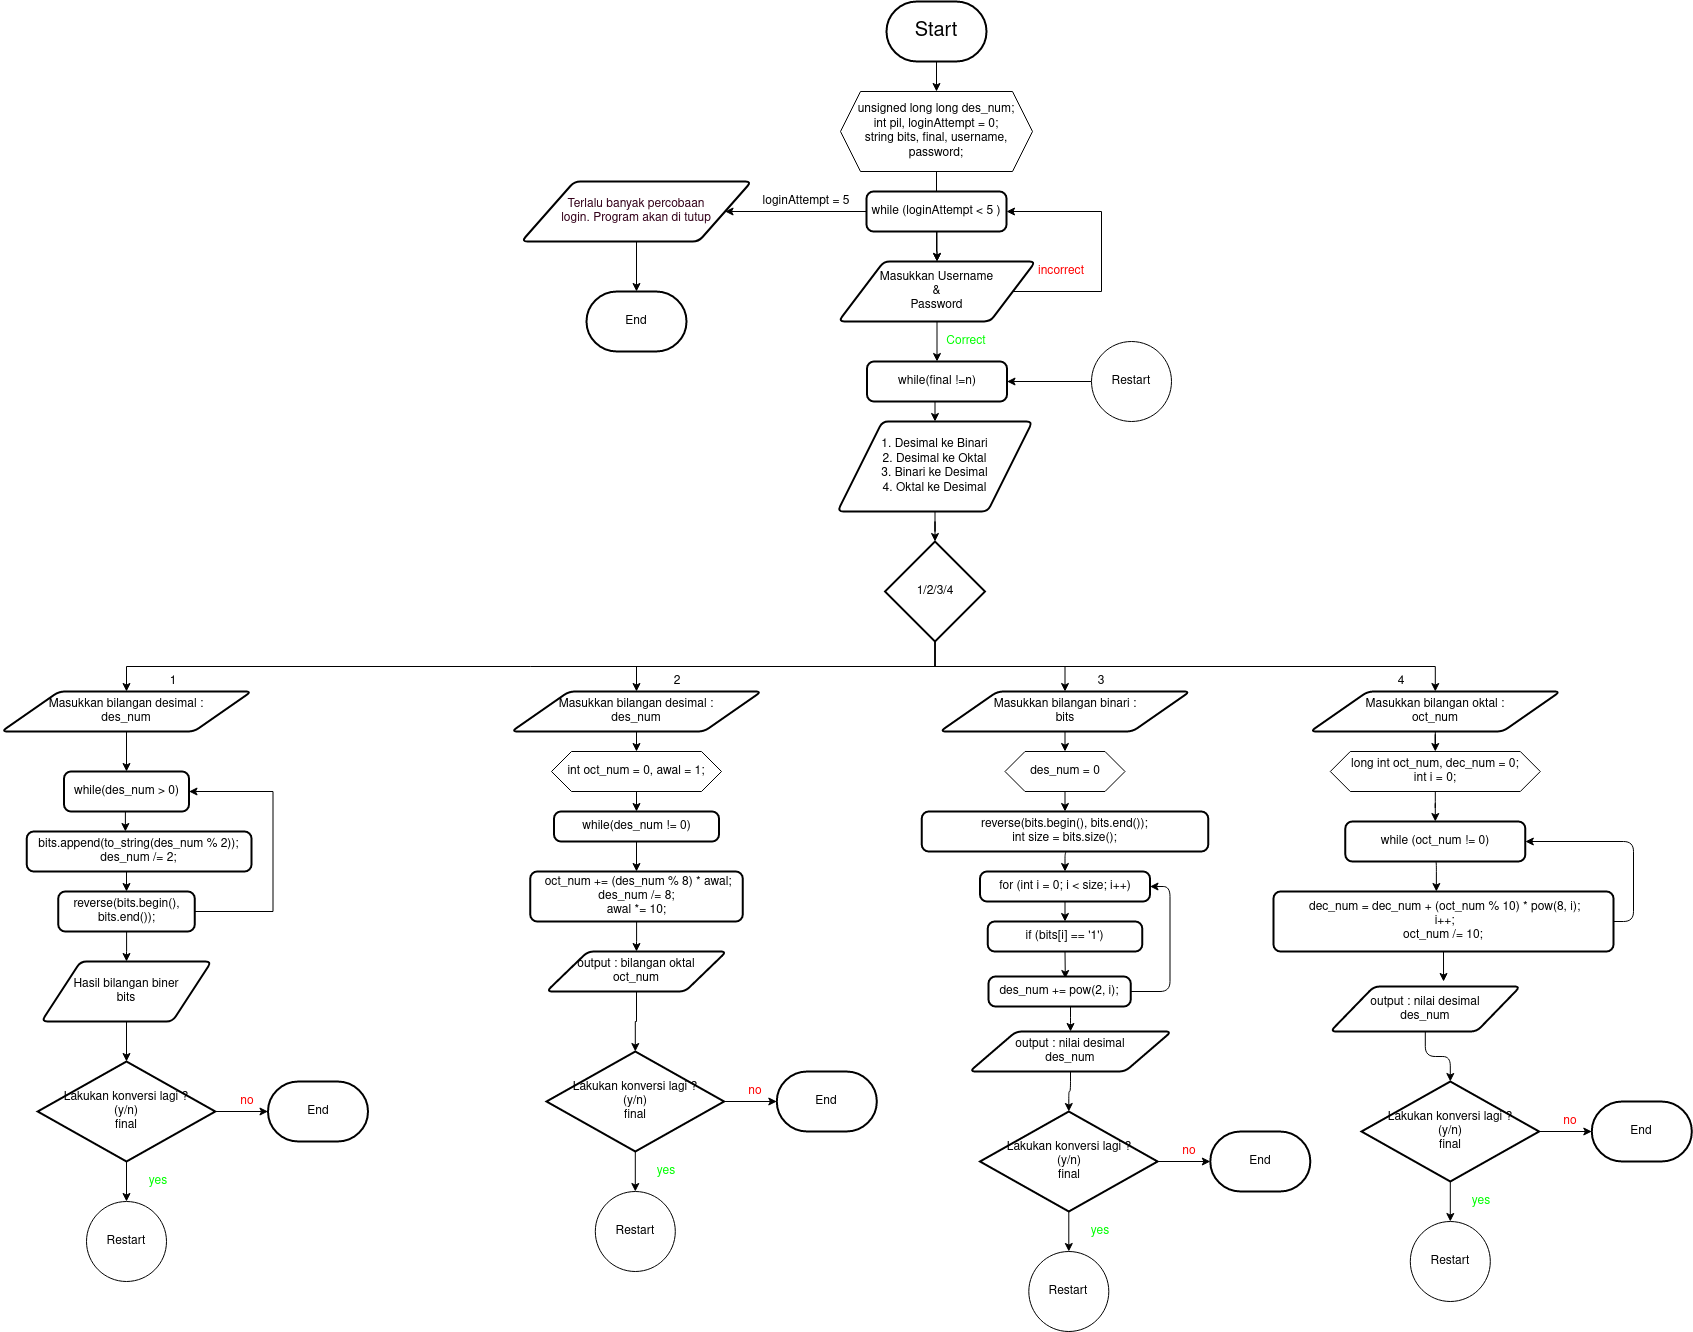 Start
unsigned long long des_num;
int pil, loginAttempt = 0;
string bits, final, username,
password;
while (loginAttempt < 5 )
loginAttempt = 5
Terlalu banyak percobaan
login. Program akan di tutup
End
Masukkan Username
&
Password
incorrect
Correct
while(final !=n)
Restart
1. Desimal ke Binari
2. Desimal ke Oktal
3. Binari ke Desimal
4. Oktal ke Desimal
1/2/3/4
1
Masukkan bilangan desimal :
des_num
while(des_num > 0)
bits.append(to_string(des_num % 2));
des_num /= 2;
reverse(bits.begin(),
bits.end());
Hasil bilangan biner
bits
Lakukan konversi lagi ?
(y/n)
final
no
End
yes
Restart
2
Masukkan bilangan desimal :
des_num
int oct_num = 0, awal = 1;
while(des_num != 0)
oct_num += (des_num % 8) * awal;
des_num /= 8;
awal *= 10;
output : bilangan oktal
oct_num
Lakukan konversi lagi ?
(y/n)
final
no
End
yes
Restart
3
Masukkan bilangan binari :
bits
des_num = 0
reverse(bits.begin(), bits.end());
int size = bits.size();
for (int i = 0; i < size; i++)
if (bits[i] == '1')
des_num += pow(2, i);
output : nilai desimal
des_num
Lakukan konversi lagi ?
(y/n)
final
no
End
yes
Restart
4
Masukkan bilangan oktal :
oct_num
long int oct_num, dec_num = 0;
int i = 0;
while (oct_num != 0)
dec_num = dec_num + (oct_num % 10) * pow(8, i);
i++;
oct_num /= 10;
output : nilai desimal
des_num
Lakukan konversi lagi ?
(y/n)
final
no
End
yes
Restart